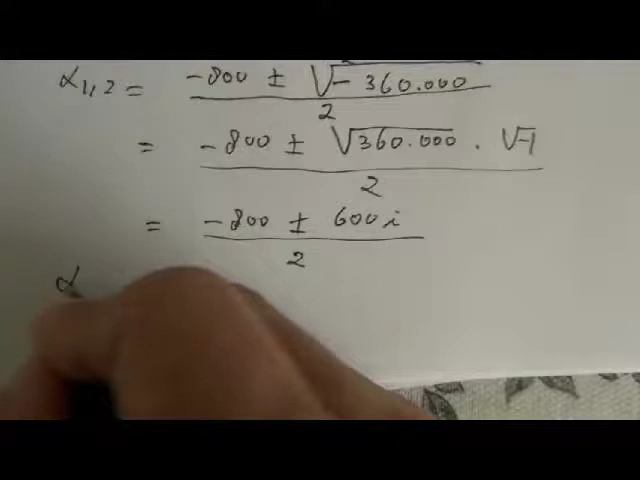 α1,2 = -800 ± √-360.000 / 2
= -800 ± √360.000 . √-1 / 2
= -800 ± 600i / 2
α